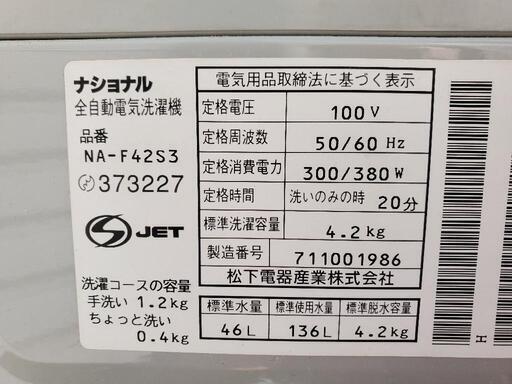 ナショナル
全自動電気洗濯機
品番
NA-F42S3
373227
JET
洗濯コースの容量
手洗い 1.2kg
ちょっと洗い
0.4kg
電気用品取締法に基づく表示
定格電圧 100V
定格周波数 50/60 Hz
定格消費電力 300/380W
定格時間 洗いのみの時 20分
標準洗濯容量 4.2kg
製造番号 711001986
松下電器産業株式会社
標準水量 標準使用水量 標準脱水容量
46L 136L 4.2kg
H